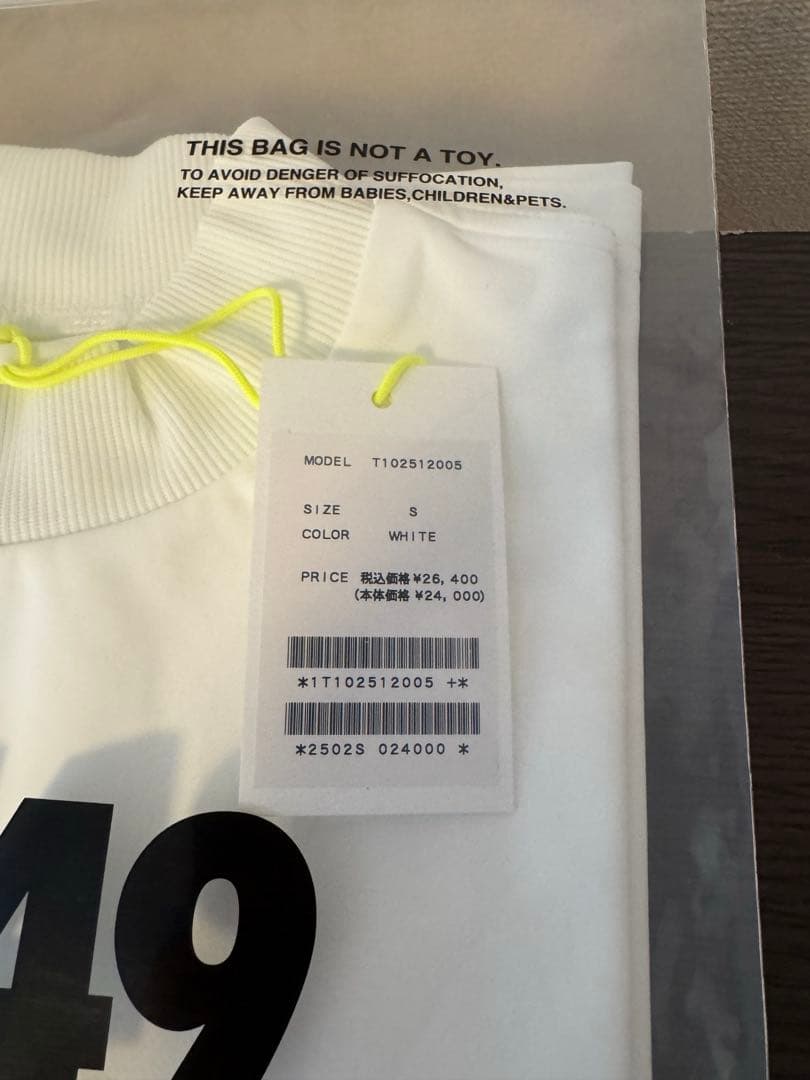 THIS BAG IS NOT A TOY.
TO AVOID DENGER OF SUFFOCATION,
KEEP AWAY FROM BABIES,CHILDREN&PETS.
MODEL T102512005
SIZE S
COLOR WHITE
PRICE 税込価格 ¥26,400
(本体価格 ¥24,000)
*1T102512005 +*
*2502S 024000 *
49